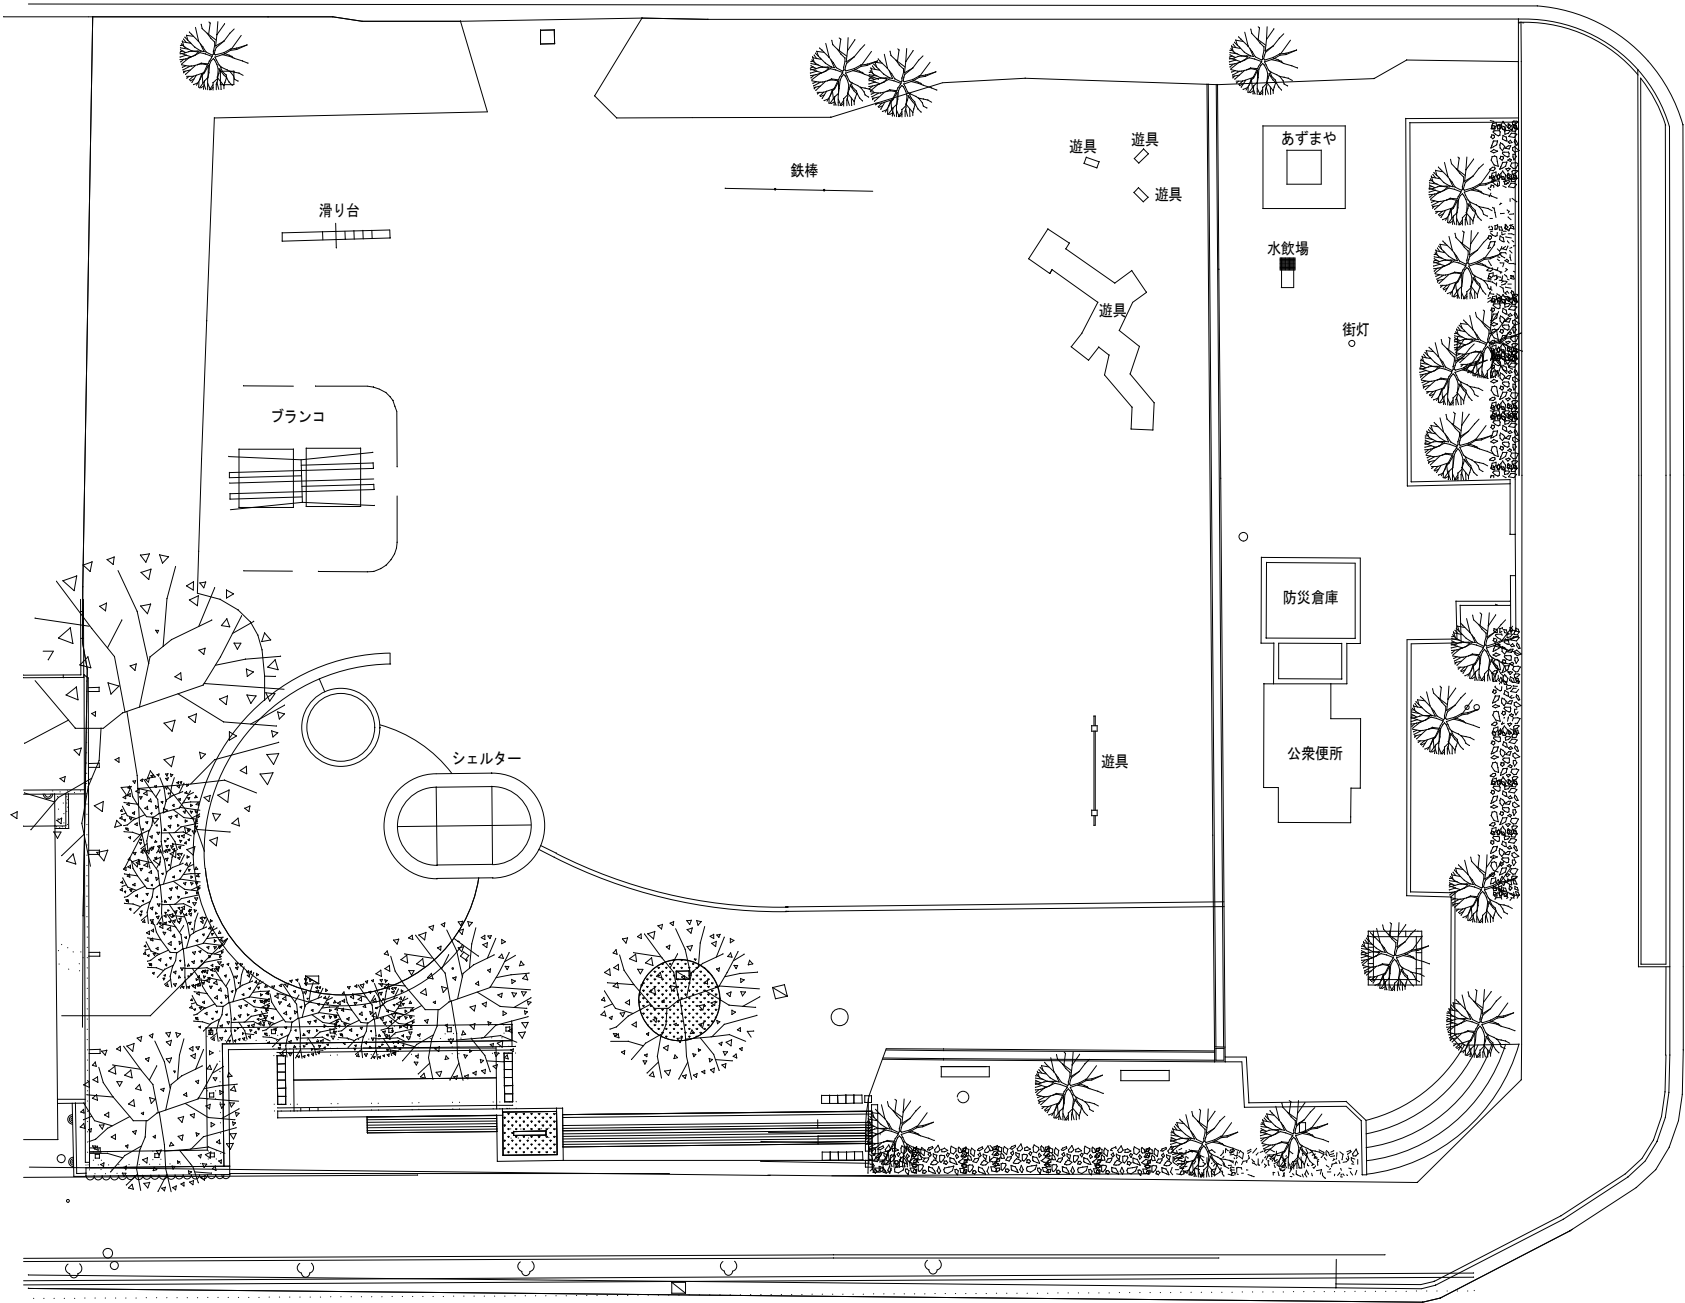 あずまや
遊具
遊具
鉄棒
遊具
滑り台
水飲場
遊具
街灯
ブランコ
防災倉庫
公衆便所
シェルター
遊具